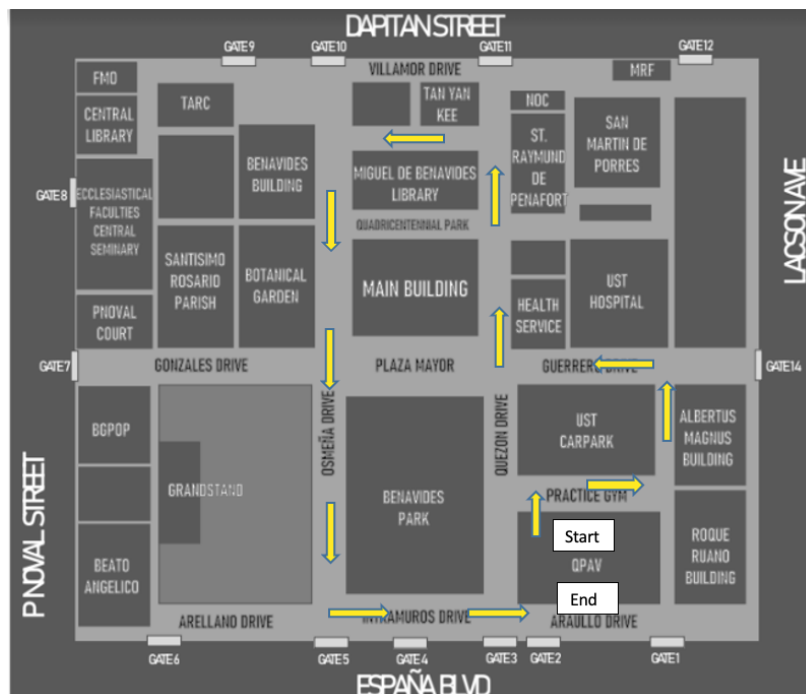 DAPITAN STREET
GATE9
GATE10
GATE11
GATE12
VILLAMOR DRIVE
FMO
MRF
TARC
TAN YAN
KEE
NOC
CENTRAL
LIBRARY
SAN
MARTIN DE
PORRES
ST.
RAYMUND
DE
PENAFORT
BENAVIDES
BUILDING
MIGUEL DE BENAVIDES
LIBRARY
GATE8
ECCLESIASTICAL
FACULTIES
CENTRAL
SEMINARY
QUADRICENTENNIAL PARK
LACSON AVE
SANTISIMO
ROSARIO
PARISH
BOTANICAL
GARDEN
MAIN BUILDING
UST
HOSPITAL
PNOVAL
COURT
HEALTH
SERVICE
GATE7
GONZALES DRIVE
PLAZA MAYOR
GUERRERO DRIVE
GATE14
BGPOP
OSMEÑA DRIVE
QUEZON DRIVE
UST
CARPARK
ALBERTUS
MAGNUS
BUILDING
P NOVAL STREET
GRANDSTAND
BENAVIDES
PARK
PRACTICE GYM
Start
QPAV
End
ROQUE
RUANO
BUILDING
BEATO
ANGELICO
ARELLANO DRIVE
INTRAMUROS DRIVE
ARAULLO DRIVE
GATE6
GATE5
GATE4
GATE3
GATE2
GATE1
ESPAÑA BLVD